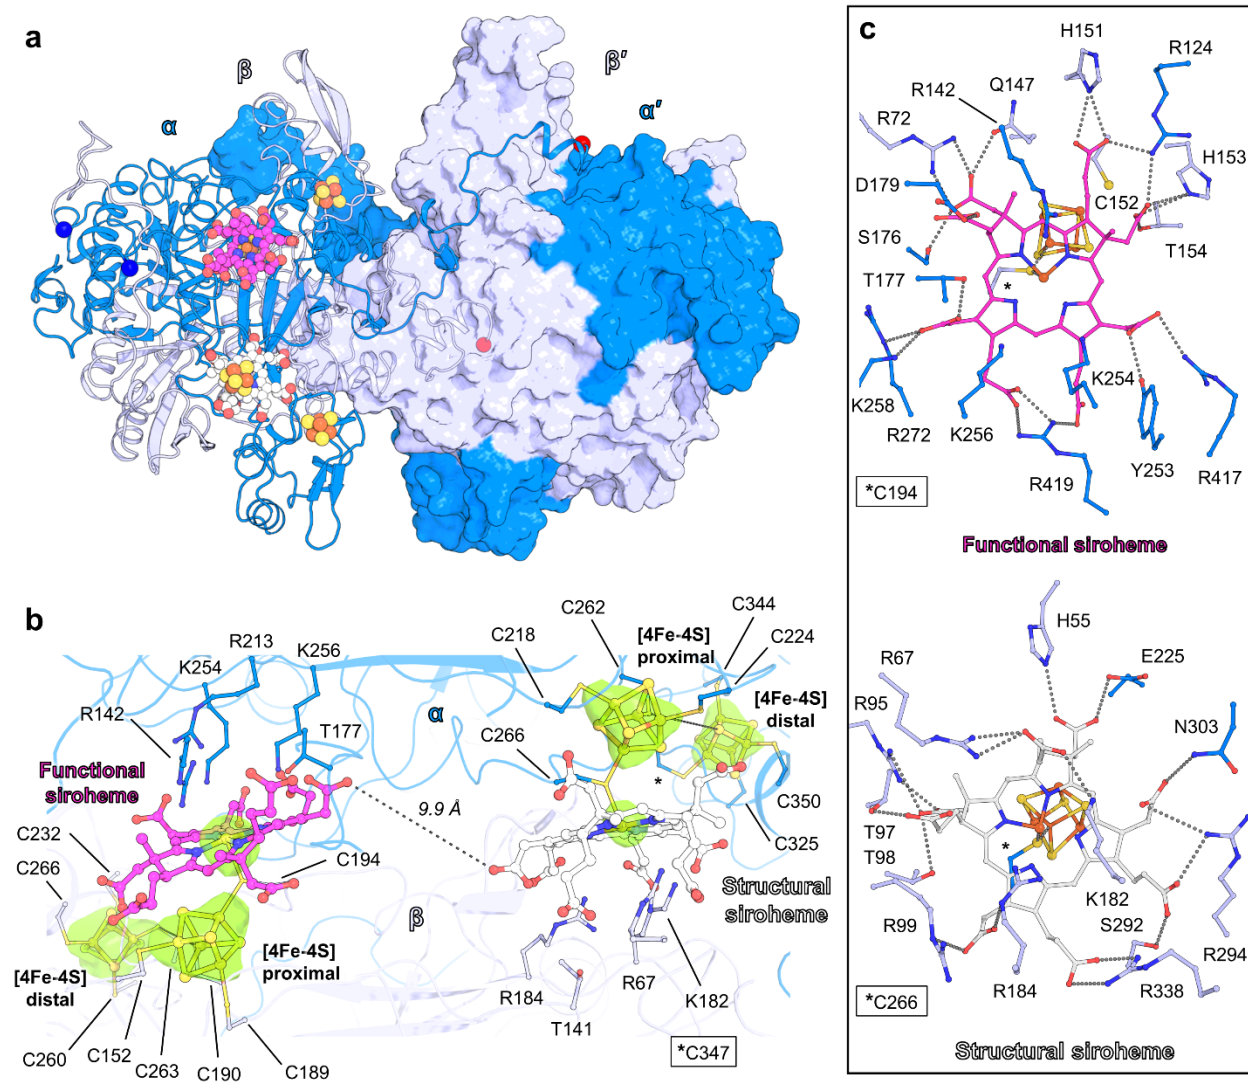 a
β
α
β′
α′
b
C262
C344
C218
[4Fe-4S]
proximal
C224
R213
K254
K256
R142
α
[4Fe-4S]
distal
T177
C266
Functional
siroheme
*
9.9 Å
C350
C232
C194
C325
C266
Structural
siroheme
β
[4Fe-4S]
proximal
[4Fe-4S]
distal
R184
R67
K182
T141
C260
C152
C263
C190
C189
*C347
c
H151
R124
R142
Q147
R72
H153
D179
C152
S176
T154
T177
*
K254
K258
R272
K256
Y253
R417
R419
*C194
Functional siroheme
H55
R67
E225
R95
N303
T97
T98
*
K182
S292
R99
R294
R184
R338
*C266
Structural siroheme